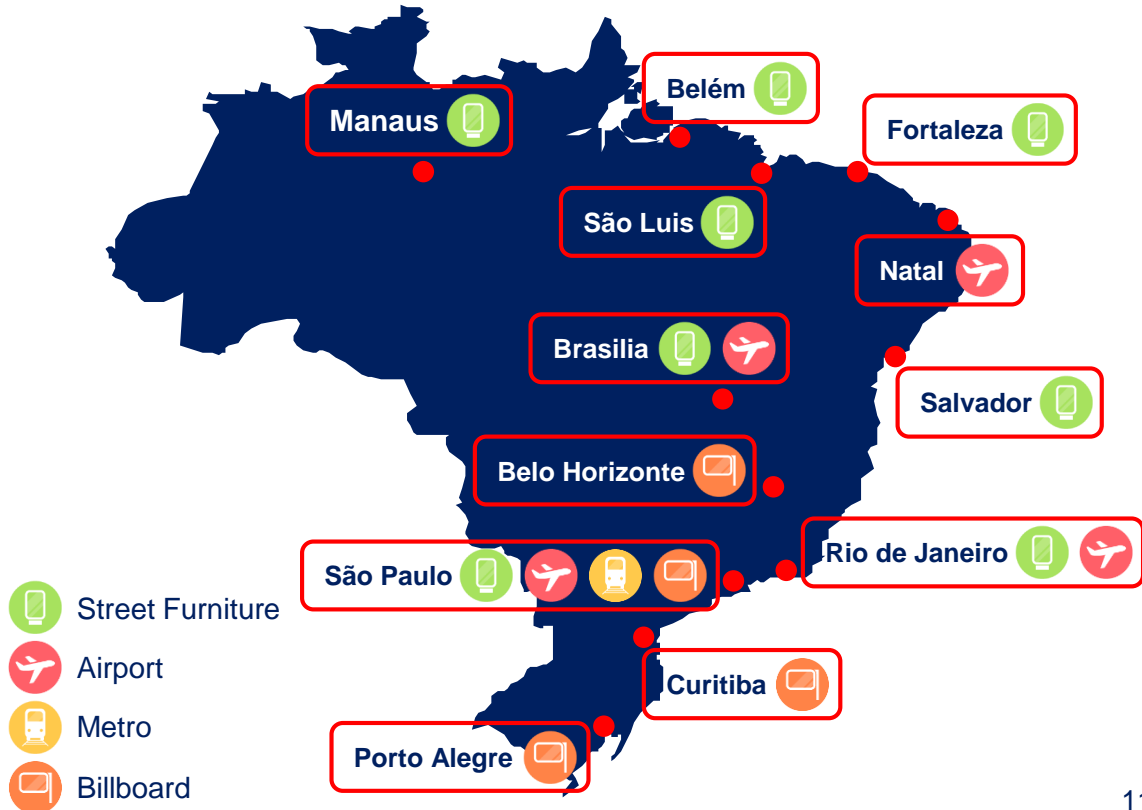 Belém
Manaus
Fortaleza
São Luis
Natal
Brasilia
Salvador
Belo Horizonte
Rio de Janeiro
São Paulo
Street Furniture
Airport
Curitiba
Metro
Porto Alegre
Billboard
11